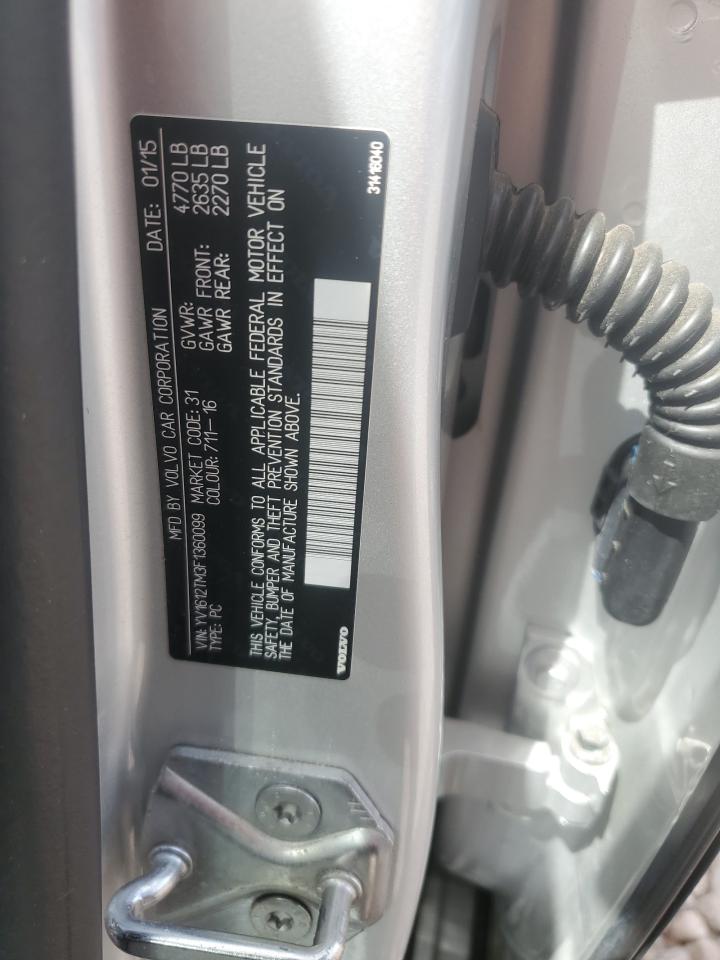 MFD BY VOLVO CAR CORPORATION DATE: 01/15
VIN: YV1612TM3F1360099 MARKET CODE: 31 GVWR: 4770 LB
TYPE: PC COLOUR: 711-16 GAWR FRONT: 2635 LB
GAWR REAR: 2270 LB
THIS VEHICLE CONFORMS TO ALL APPLICABLE FEDERAL MOTOR VEHICLE
SAFETY, BUMPER AND THEFT PREVENTION STANDARDS IN EFFECT ON
THE DATE OF MANUFACTURE SHOWN ABOVE.
VOLVO 31418040